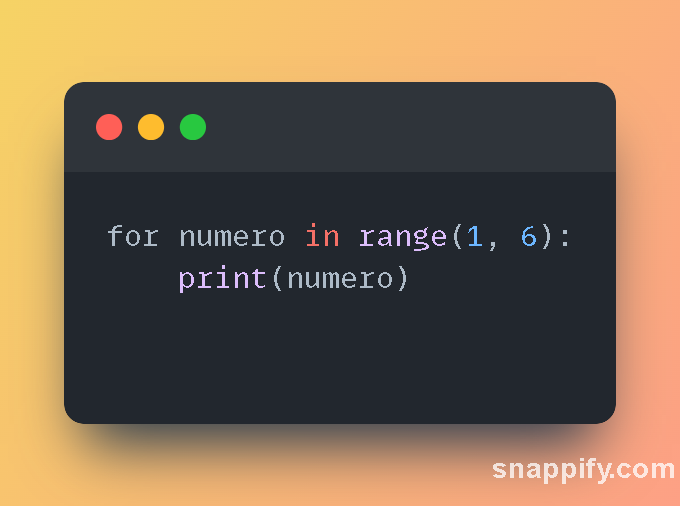 for numero in range(1, 6):
    print(numero)
snappify.com